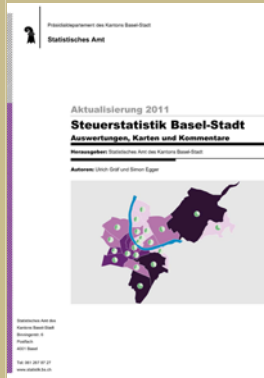 Präsidialdepartement des Kantons Basel-Stadt
Statistisches Amt
Aktualisierung 2011
Steuerstatistik Basel-Stadt
Auswertungen, Karten und Kommentare
Herausgeber: Statistisches Amt des Kantons Basel-Stadt
Autoren: Ulrich Gräf und Simon Egger
Statistisches Amt des
Kantons Basel-Stadt
Binningerstr. 6
Postfach
4001 Basel
Tel. 061 267 87 27
www.statistik.bs.ch